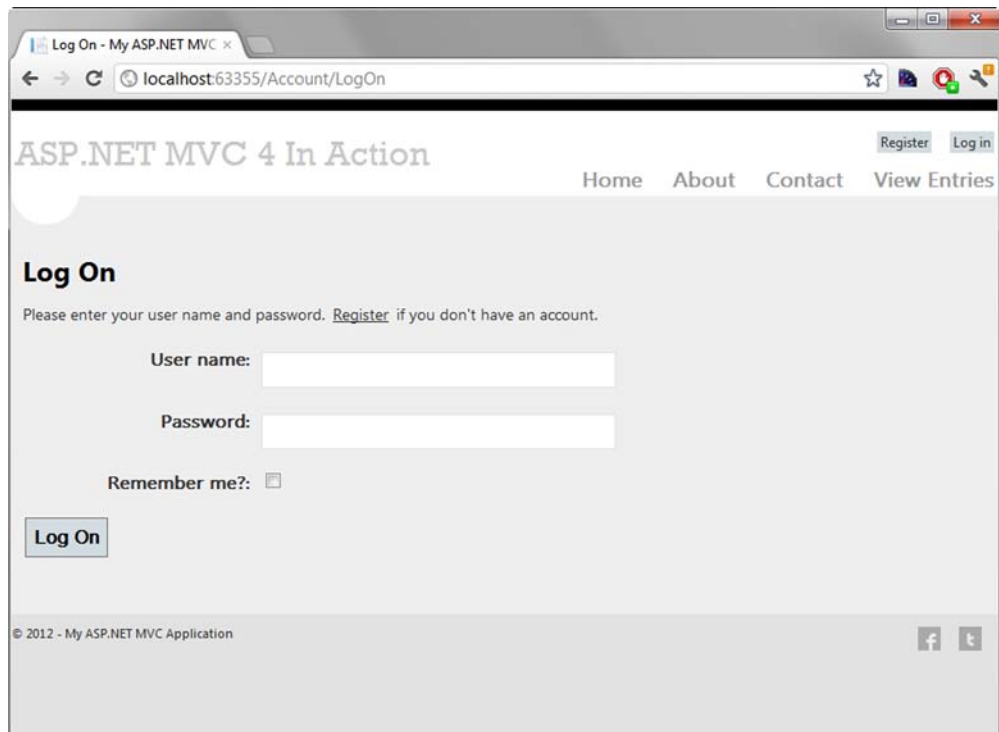 Log On - My ASP.NET MVC
localhost:63355/Account/LogOn
ASP.NET MVC 4 In Action
Register Log in
Home About Contact View Entries
Log On
Please enter your user name and password. Register if you don't have an account.
User name:
Password:
Remember me?:
Log On
© 2012 - My ASP.NET MVC Application